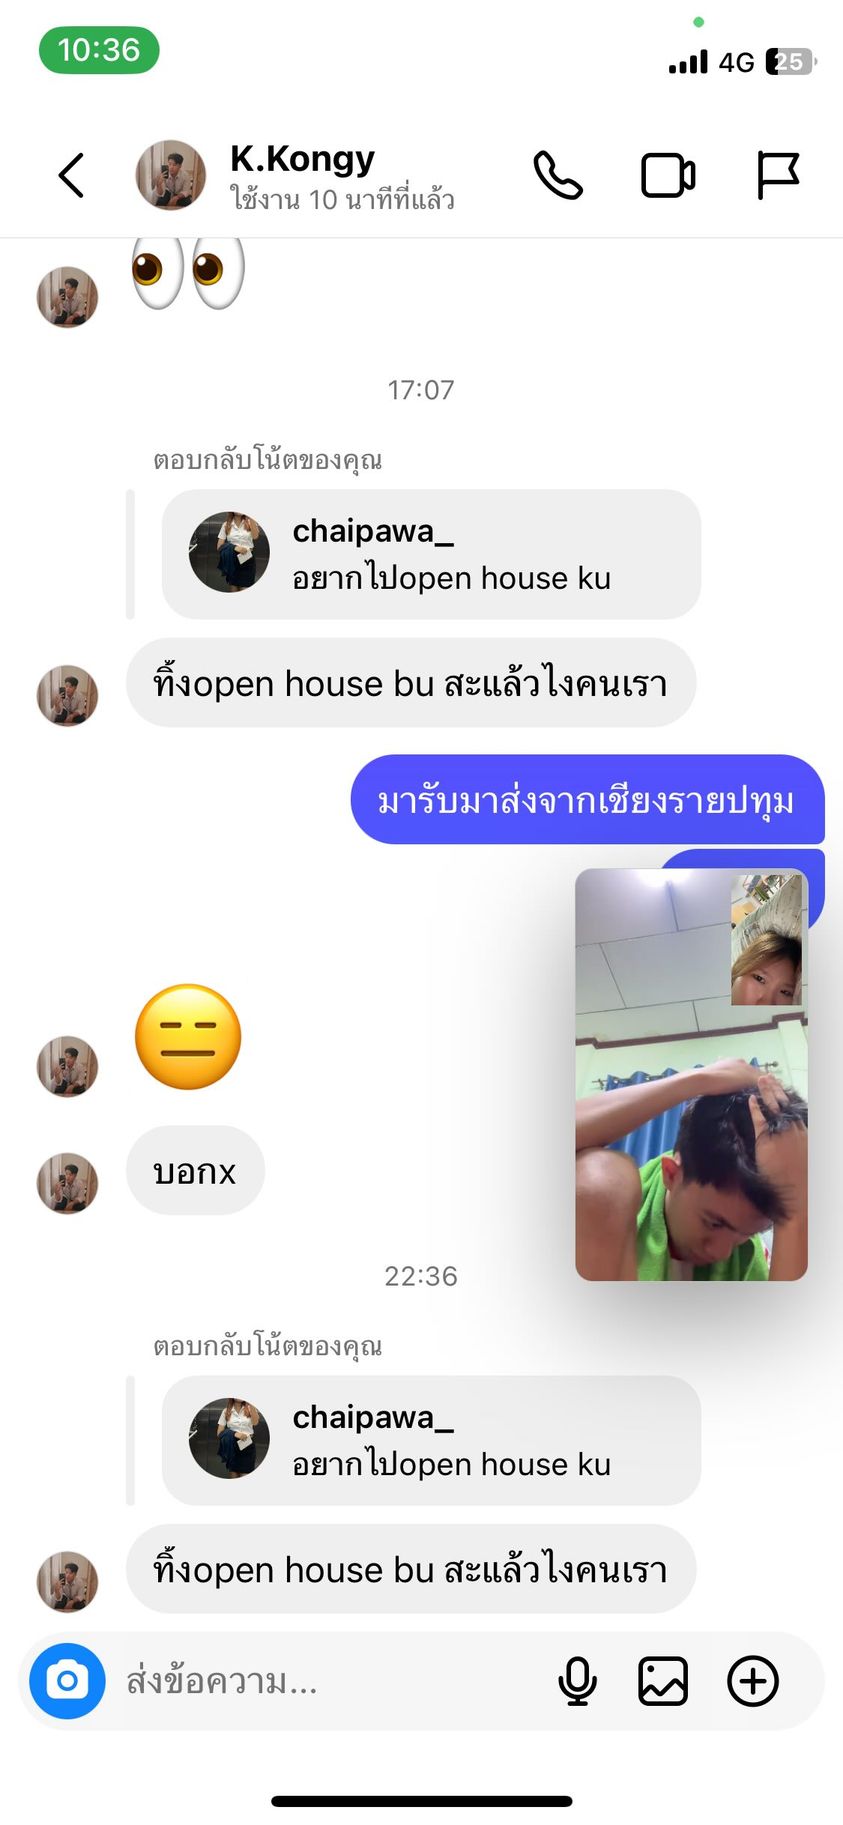 10:36
4G 25
K.Kongy
ใช้งาน 10 นาทีที่แล้ว
17:07
ตอบกลับโน้ตของคุณ
chaipawa_
อยากไปopen house ku
ทิ้งopen house bu สะแล้วไงคนเรา
มารับมาส่งจากเชียงรายปทุม
บอกx
22:36
ตอบกลับโน้ตของคุณ
chaipawa_
อยากไปopen house ku
ทิ้งopen house bu สะแล้วไงคนเรา
ส่งข้อความ...